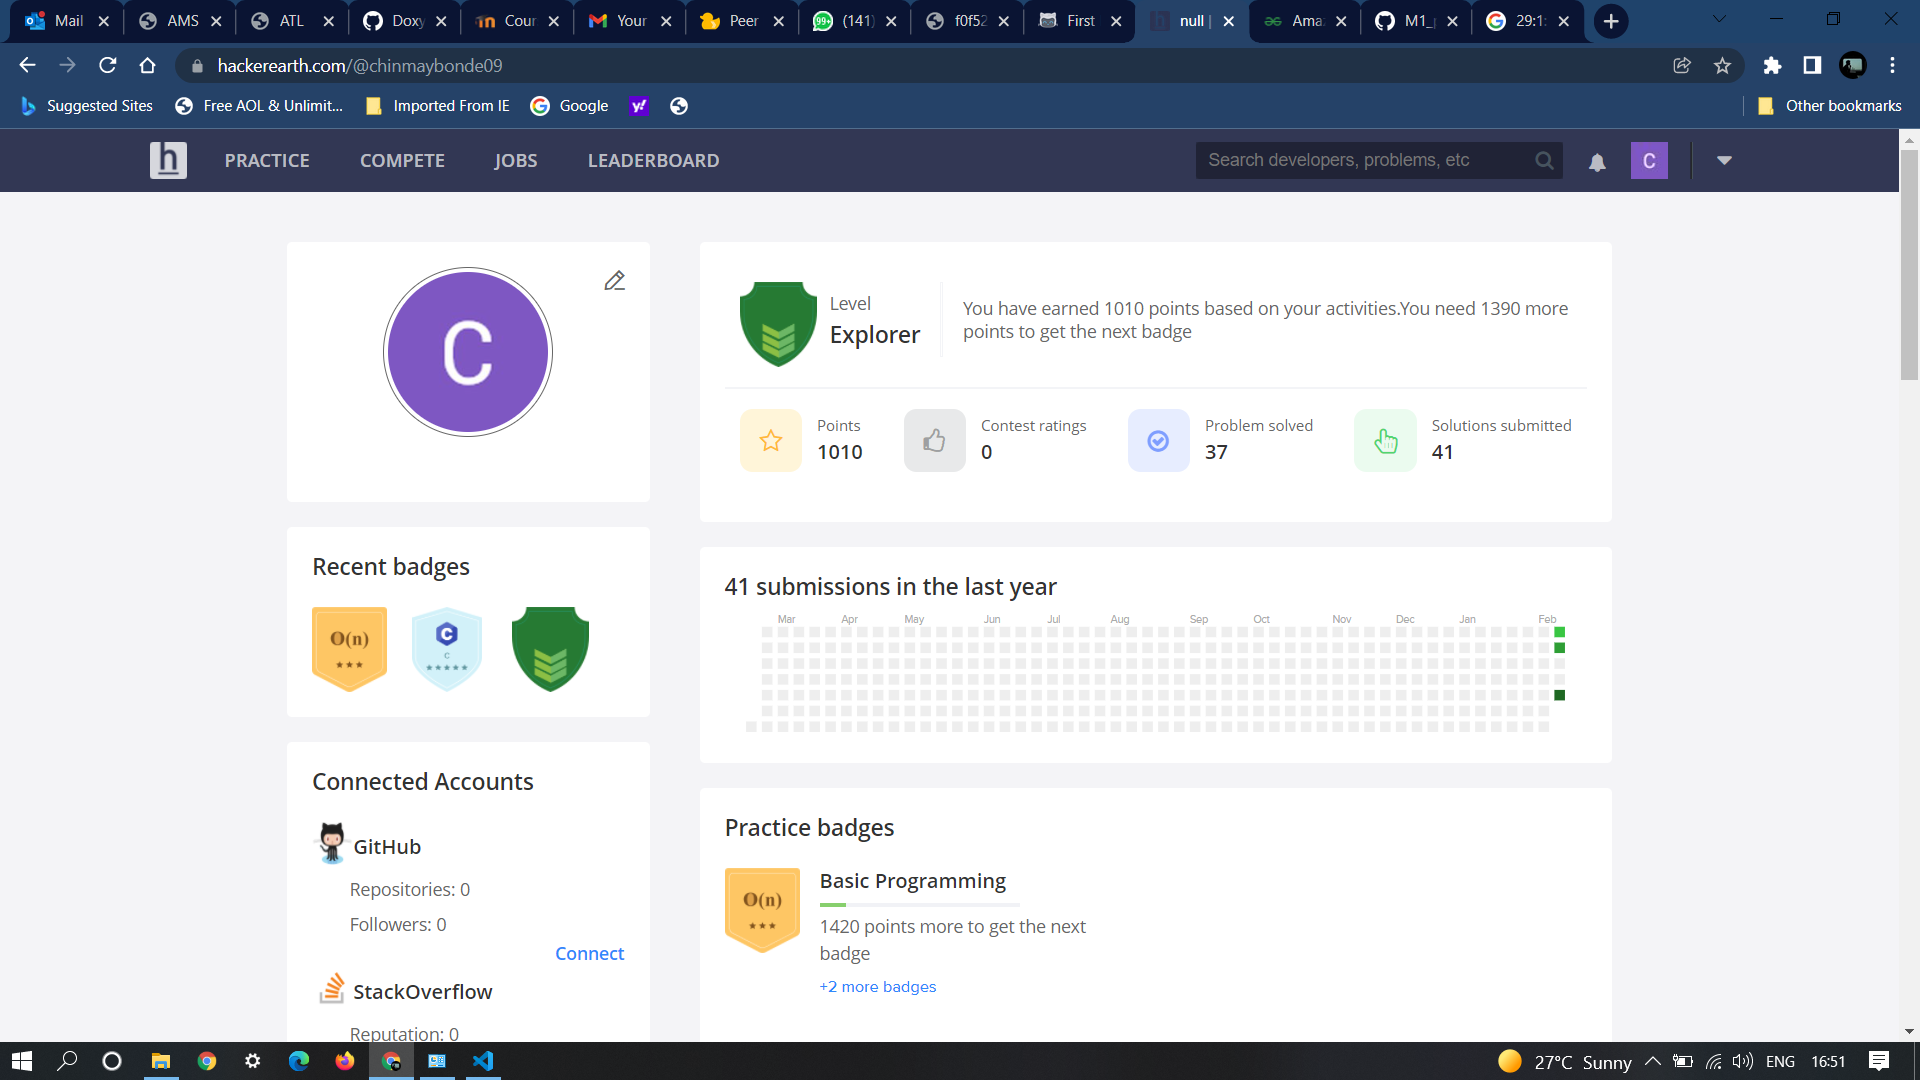 Mail
AMS
ATL
Doxy
Cour
Your
Peer
99+
(141)
f0f52
First
null |
Ama
M1_
29:1
hackerearth.com/@chinmaybonde09
Suggested Sites
Free AOL & Unlimit...
Imported From IE
Google
y!
Other bookmarks
h
PRACTICE
COMPETE
JOBS
LEADERBOARD
Search developers, problems, etc
C
C
Level
Explorer
You have earned 1010 points based on your activities.You need 1390 more
points to get the next badge
Points
1010
Contest ratings
0
Problem solved
37
Solutions submitted
41
Recent badges
O(n)
C
C
41 submissions in the last year
Mar Apr May Jun Jul Aug Sep Oct Nov Dec Jan Feb
Connected Accounts
GitHub
Repositories: 0
Followers: 0
Connect
StackOverflow
Reputation: 0
Practice badges
O(n)
Basic Programming
1420 points more to get the next
badge
+2 more badges
27°C Sunny
ENG
16:51